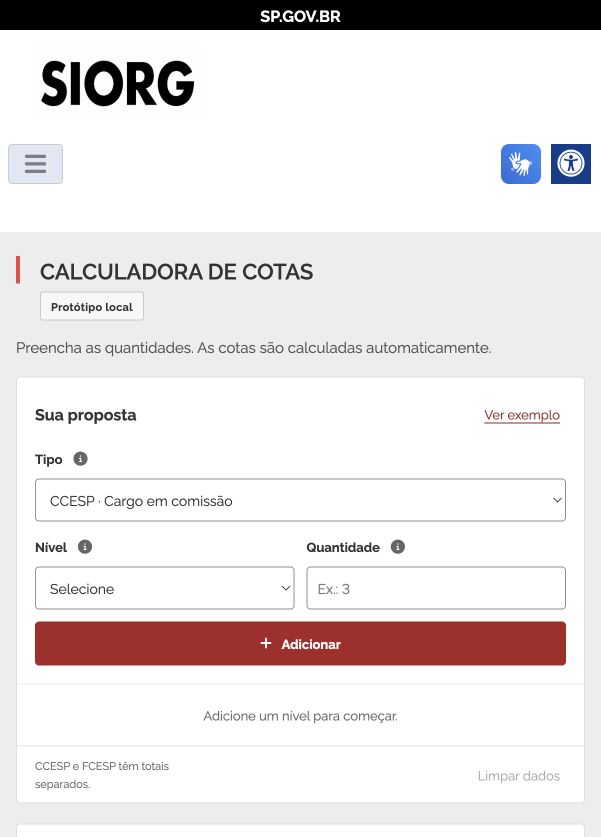 SP.GOV.BR
SIORG
CALCULADORA DE COTAS
Protótipo local
Preencha as quantidades. As cotas são calculadas automaticamente.
Sua proposta
Ver exemplo
Tipo
CCESP · Cargo em comissão
Nível
Quantidade
Selecione
Ex.: 3
+ Adicionar
Adicione um nível para começar.
CCESP e FCESP têm totais
separados.
Limpar dados